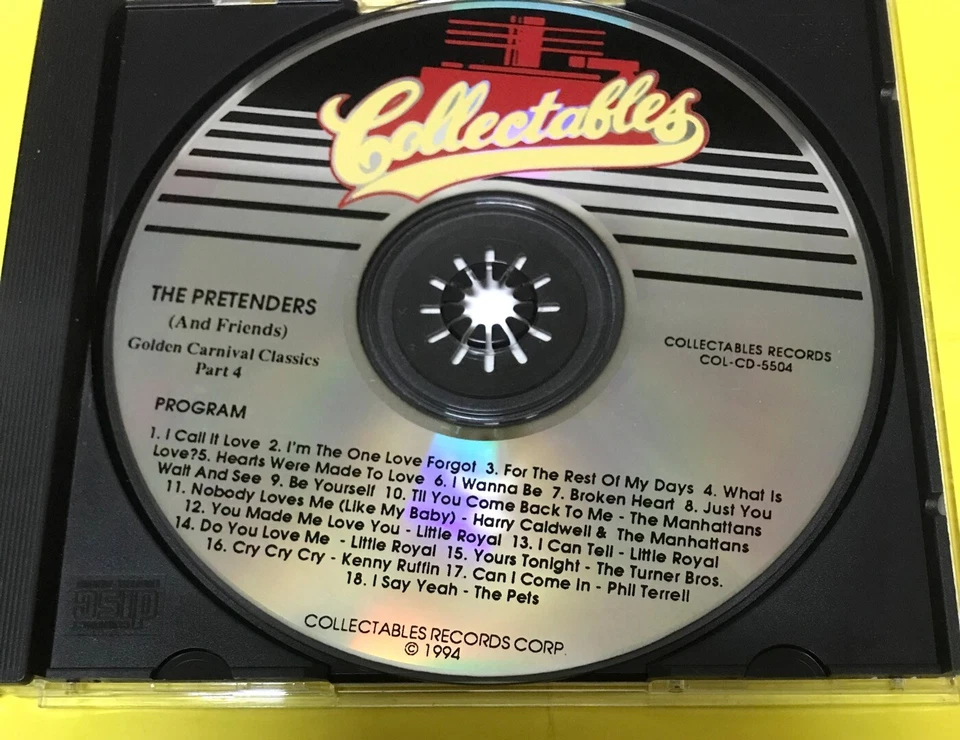 Collectables
THE PRETENDERS
(And Friends)
Golden Carnival Classics
Part 4
COLLECTABLES RECORDS
COL-CD-5504
PROGRAM
1. I Call It Love 2. I'm The One Love Forgot 3. For The Rest Of My Days 4. What Is
Love?5. Hearts Were Made To Love 6. I Wanna Be 7. Broken Heart 8. Just You
Wait And See 9. Be Yourself 10. Til You Come Back To Me - The Manhattans
11. Nobody Loves Me (Like My Baby) - Harry Caldwell & The Manhattans
12. You Made Me Love You - Little Royal 13. I Can Tell - Little Royal
14. Do You Love Me - Little Royal 15. Yours Tonight - The Turner Bros.
16. Cry Cry Cry - Kenny Ruffin 17. Can I Come In - Phil Terrell
18. I Say Yeah - The Pets
COLLECTABLES RECORDS CORP.
© 1994